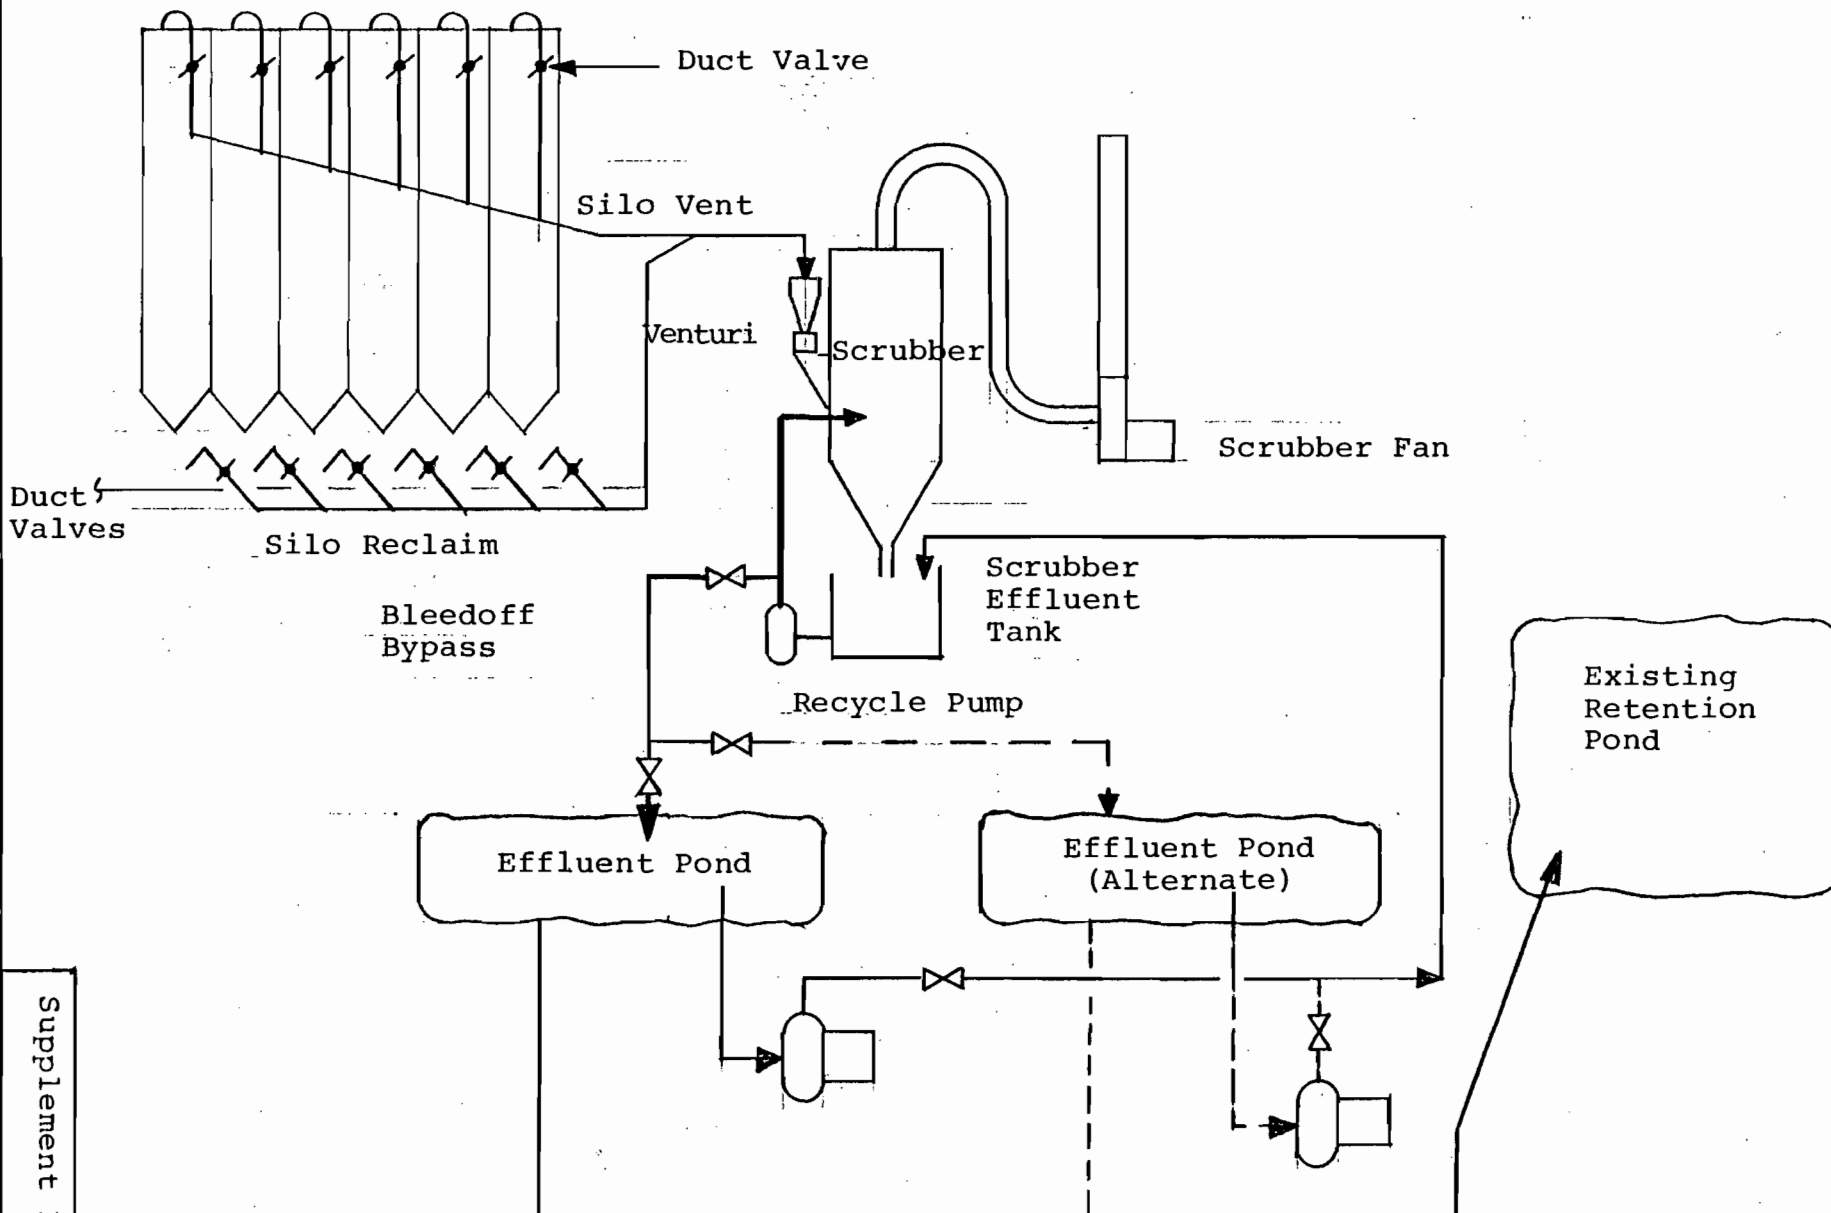 Duct Valve
Silo Vent
Venturi
Scrubber
Scrubber Fan
Duct
Valves
Silo Reclaim
Scrubber
Effluent
Tank
Bleedoff
Bypass
Recycle Pump
Existing
Retention
Pond
Effluent Pond
Effluent Pond
(Alternate)
Supplement